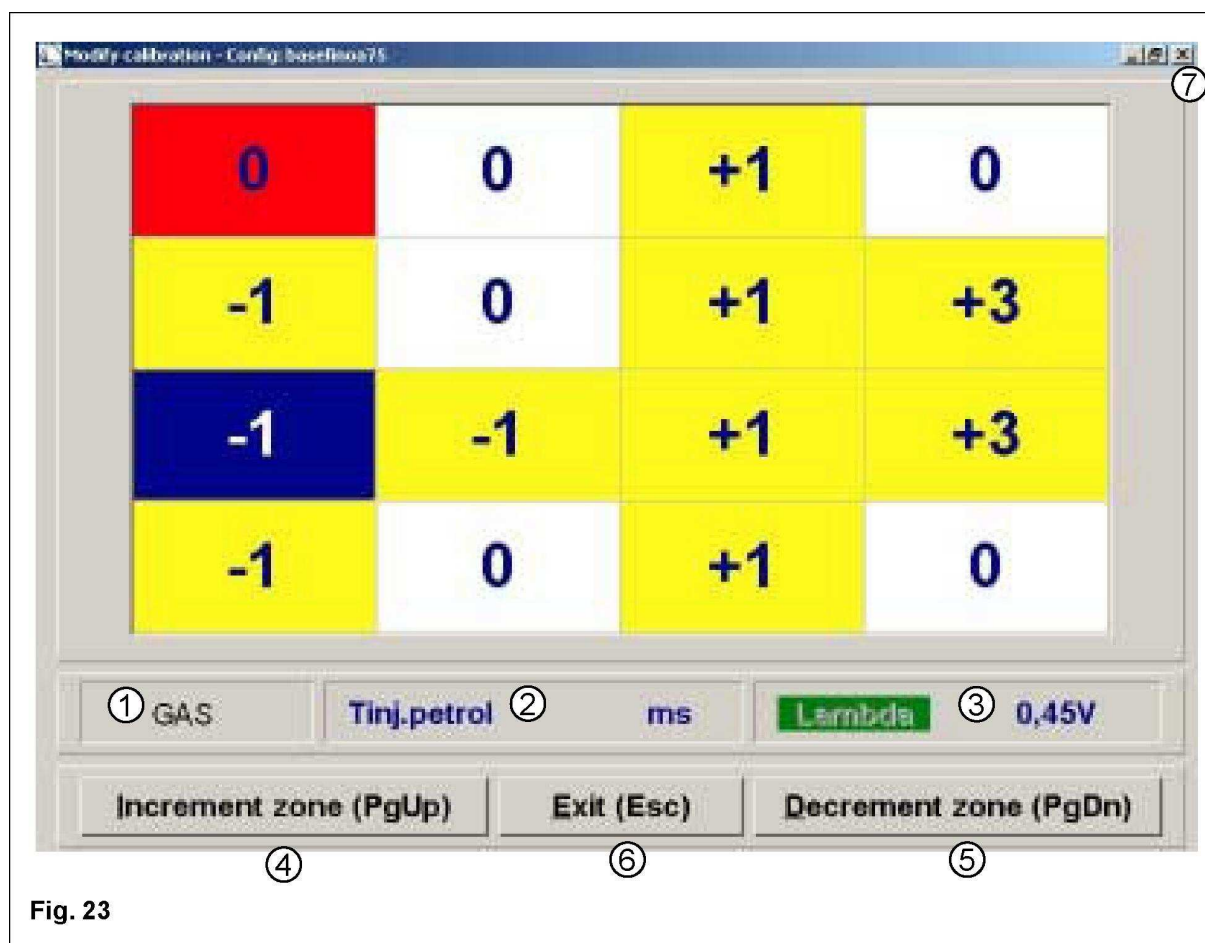 Modify calibration - Config: basefinoa75
⑦
0 0 +1 0
-1 0 +1 +3
-1 -1 +1 +3
-1 0 +1 0
① GAS Tinj.petrol ② ms Lambda ③ 0,45V
Increment zone (PgUp) Exit (Esc) Decrement zone (PgDn)
④ ⑥ ⑤
Fig. 23